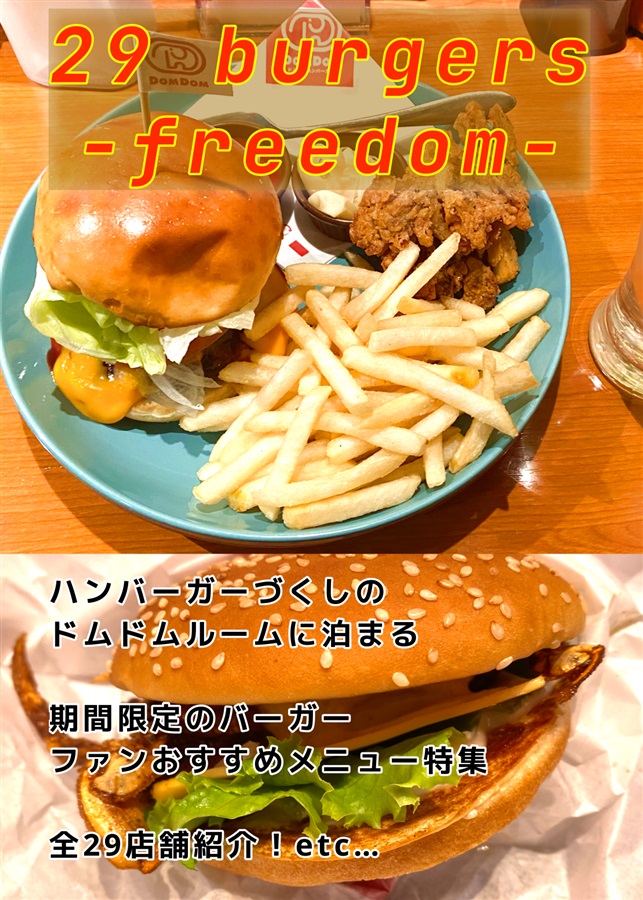 29 burgers
-freedom-
DOMDOM
ハンバーガーづくしの
ドムドムルームに泊まる
期間限定のバーガー
ファンおすすめメニュー特集
全29店舗紹介！etc…